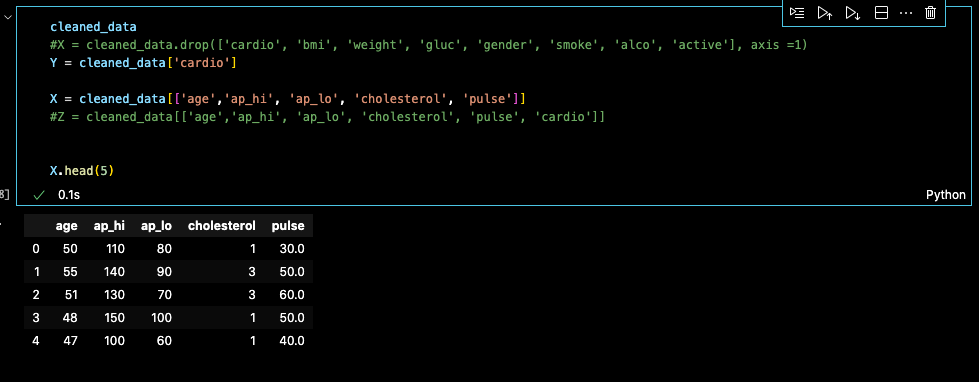 cleaned_data
#X = cleaned_data.drop(['cardio', 'bmi', 'weight', 'gluc', 'gender', 'smoke', 'alco', 'active'], axis =1)
Y = cleaned_data['cardio']
X = cleaned_data[['age','ap_hi', 'ap_lo', 'cholesterol', 'pulse']]
#Z = cleaned_data[['age','ap_hi', 'ap_lo', 'cholesterol', 'pulse', 'cardio']]
X.head(5)
8] 0.1s Python
age ap_hi ap_lo cholesterol pulse
0 50 110 80 1 30.0
1 55 140 90 3 50.0
2 51 130 70 3 60.0
3 48 150 100 1 50.0
4 47 100 60 1 40.0